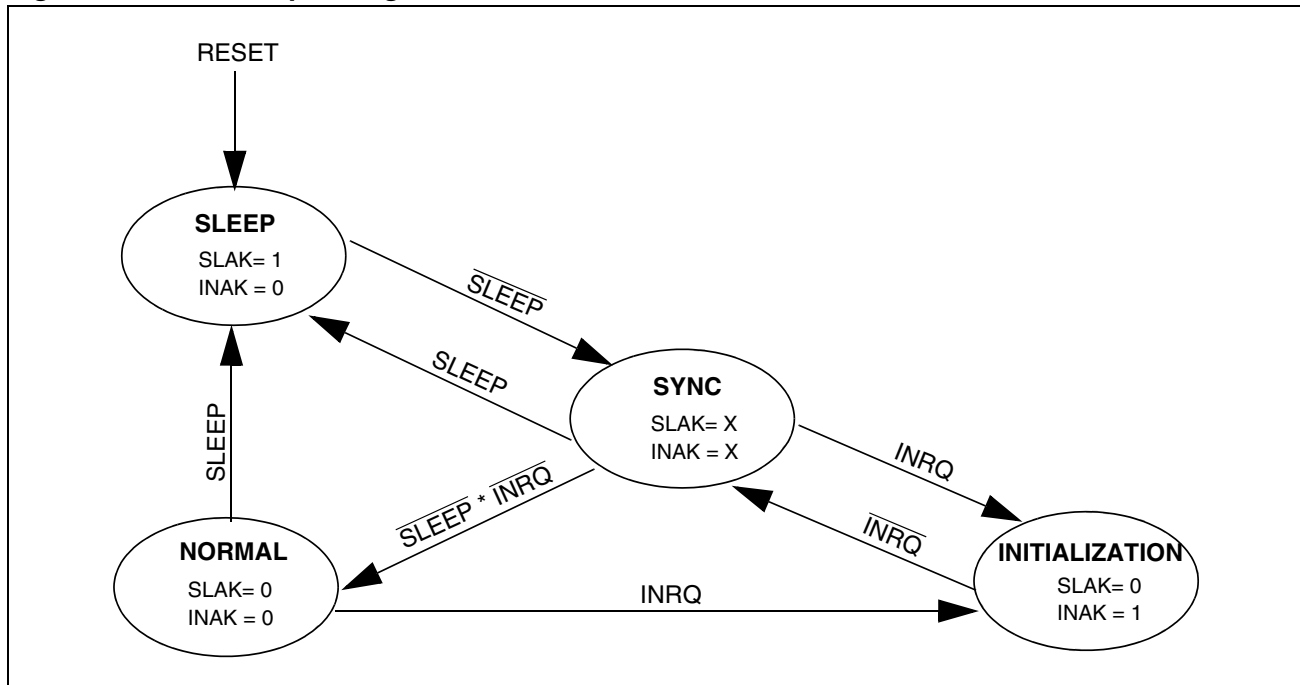 RESET
SLEEP
SLAK= 1
INAK = 0
SLEEP
SLEEP
SYNC
SLAK= X
INAK = X
INRQ
SLEEP
SLEEP * INRQ
INRQ
NORMAL
SLAK= 0
INAK = 0
INRQ
INITIALIZATION
SLAK= 0
INAK = 1